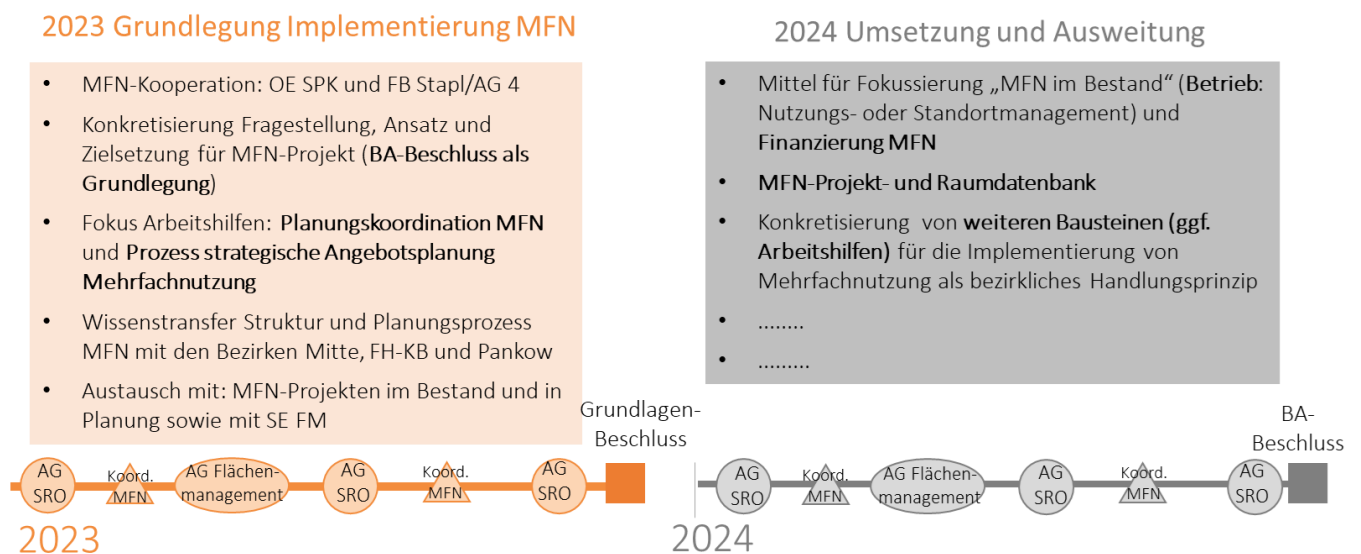 2023 Grundlegung Implementierung MFN
• MFN-Kooperation: OE SPK und FB Stapl/AG 4
• Konkretisierung Fragestellung, Ansatz und
Zielsetzung für MFN-Projekt (BA-Beschluss als
Grundlegung)
• Fokus Arbeitshilfen: Planungskoordination MFN
und Prozess strategische Angebotsplanung
Mehrfachnutzung
• Wissenstransfer Struktur und Planungsprozess
MFN mit den Bezirken Mitte, FH-KB und Pankow
• Austausch mit: MFN-Projekten im Bestand und in
Planung sowie mit SE FM
Grundlagen-
Beschluss
AG
SRO
Koord.
MFN
AG Flächen-
management
AG
SRO
Koord.
MFN
AG
SRO
2023
2024 Umsetzung und Ausweitung
• Mittel für Fokussierung „MFN im Bestand“ (Betrieb:
Nutzungs- oder Standortmanagement) und
Finanzierung MFN
• MFN-Projekt- und Raumdatenbank
• Konkretisierung von weiteren Bausteinen (ggf.
Arbeitshilfen) für die Implementierung von
Mehrfachnutzung als bezirkliches Handlungsprinzip
• ........
• .........
BA-
Beschluss
AG
SRO
Koord.
MFN
AG Flächen-
management
AG
SRO
Koord.
MFN
AG
SRO
2024